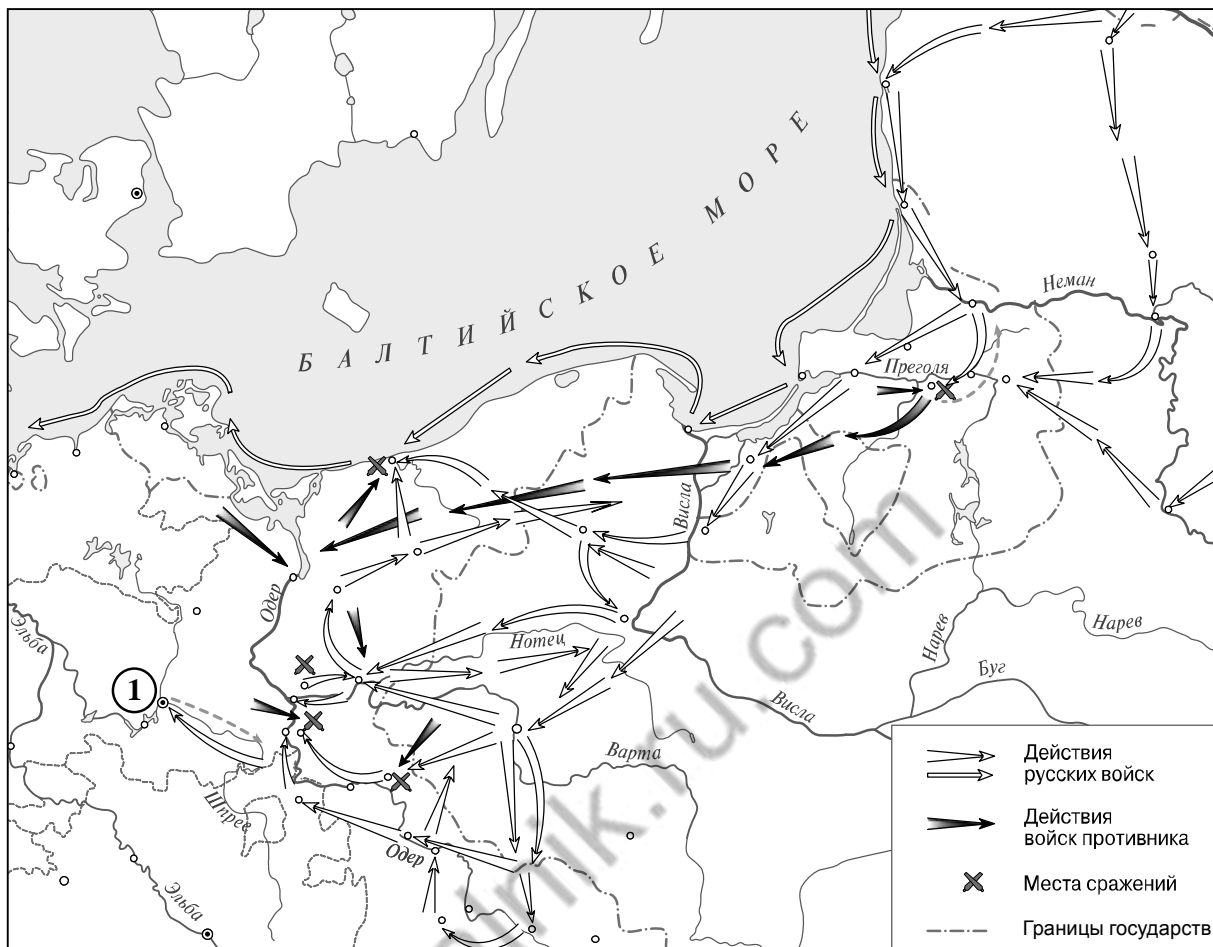 БАЛТИЙСКОЕ МОРЕ
Неман
Преголя
Висла
Одер
Эльба
Нотец
Нарев
Нарев
Буг
1
Висла
Варта
Шпрее
Одер
Эльба
Действия
русских войск
Действия
войск противника
Места сражений
Границы государств